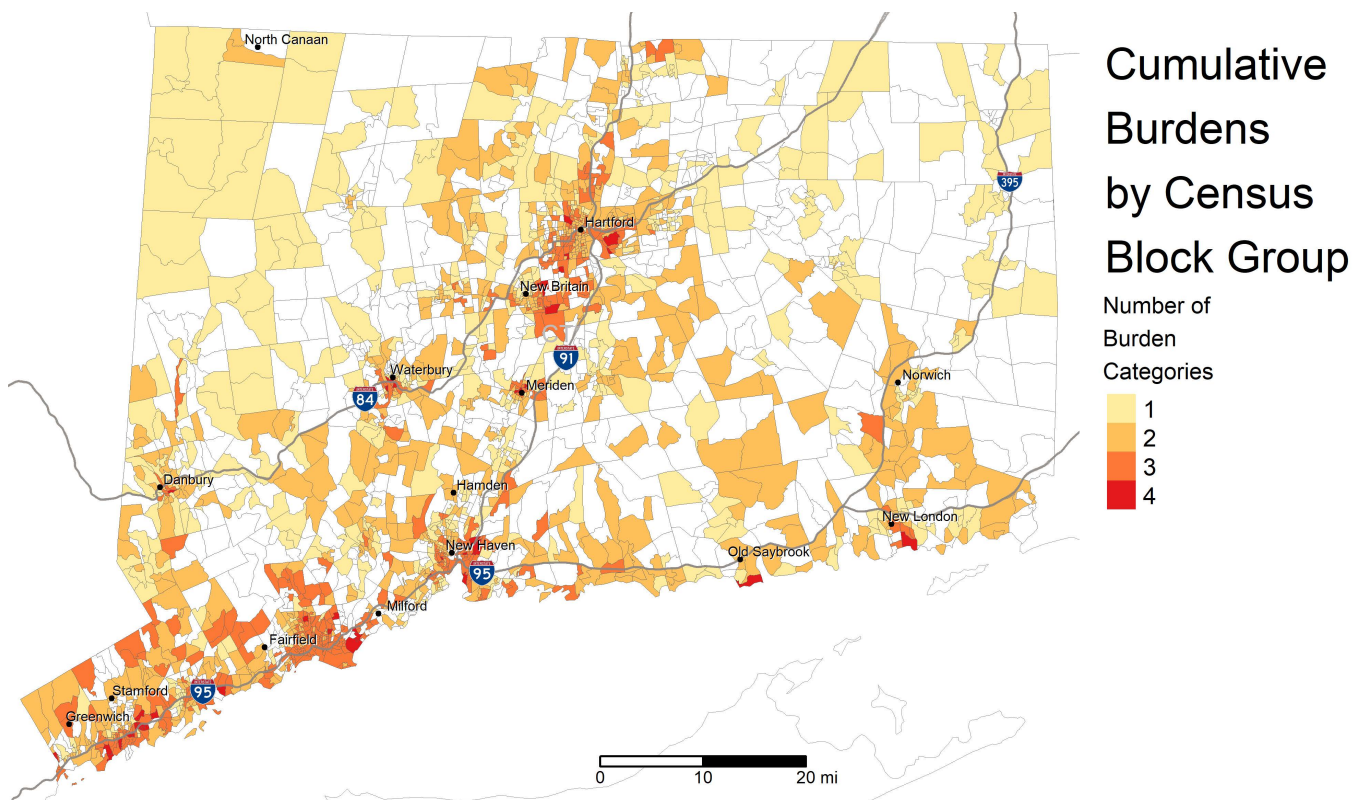 Cumulative
Burdens
by Census
Block Group
Number of
Burden
Categories
1
2
3
4
North Canaan
395
Hartford
New Britain
CT
91
Waterbury
84
Meriden
Norwich
Danbury
Hamden
New London
New Haven
Old Saybrook
95
Milford
Fairfield
95
Stamford
Greenwich
0 10 20 mi